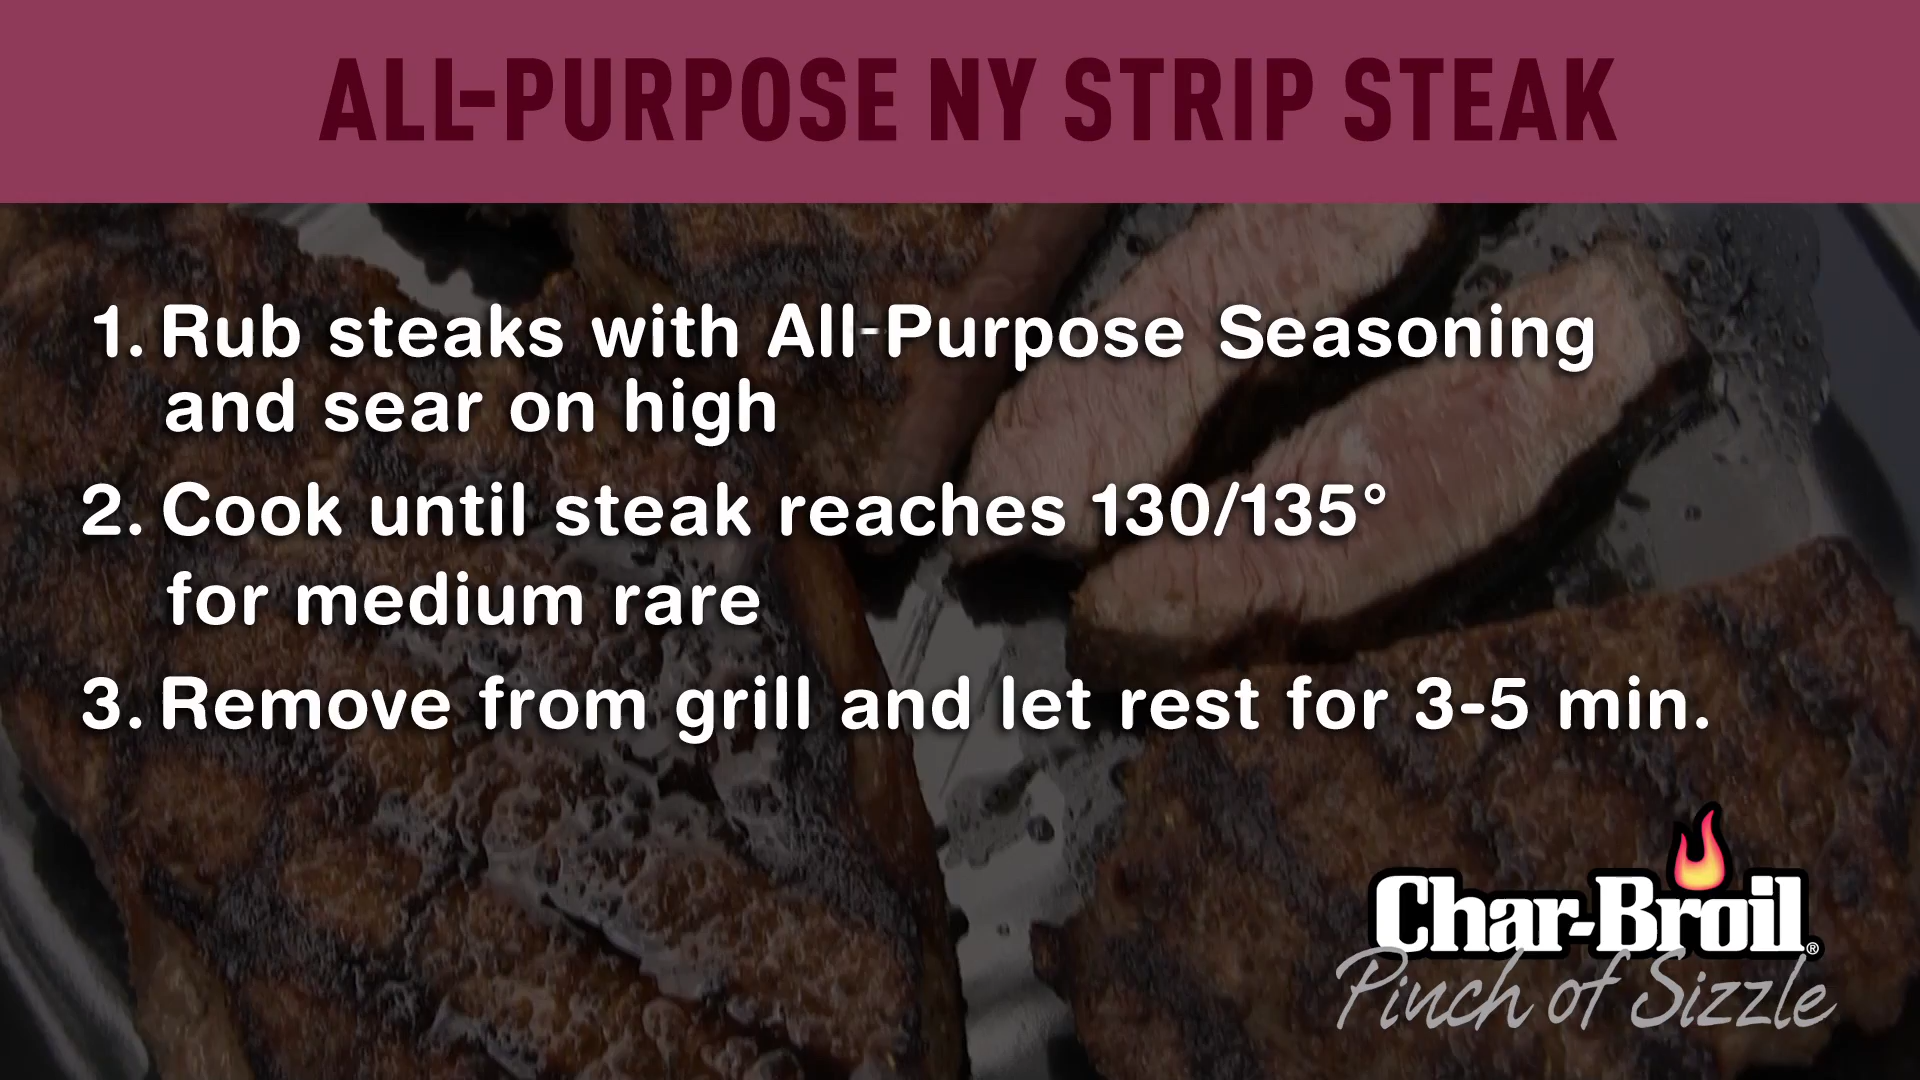 ALL-PURPOSE NY STRIP STEAK
1. Rub steaks with All-Purpose Seasoning
and sear on high
2. Cook until steak reaches 130/135°
for medium rare
3. Remove from grill and let rest for 3-5 min.
Char-Broil®
Pinch of Sizzle